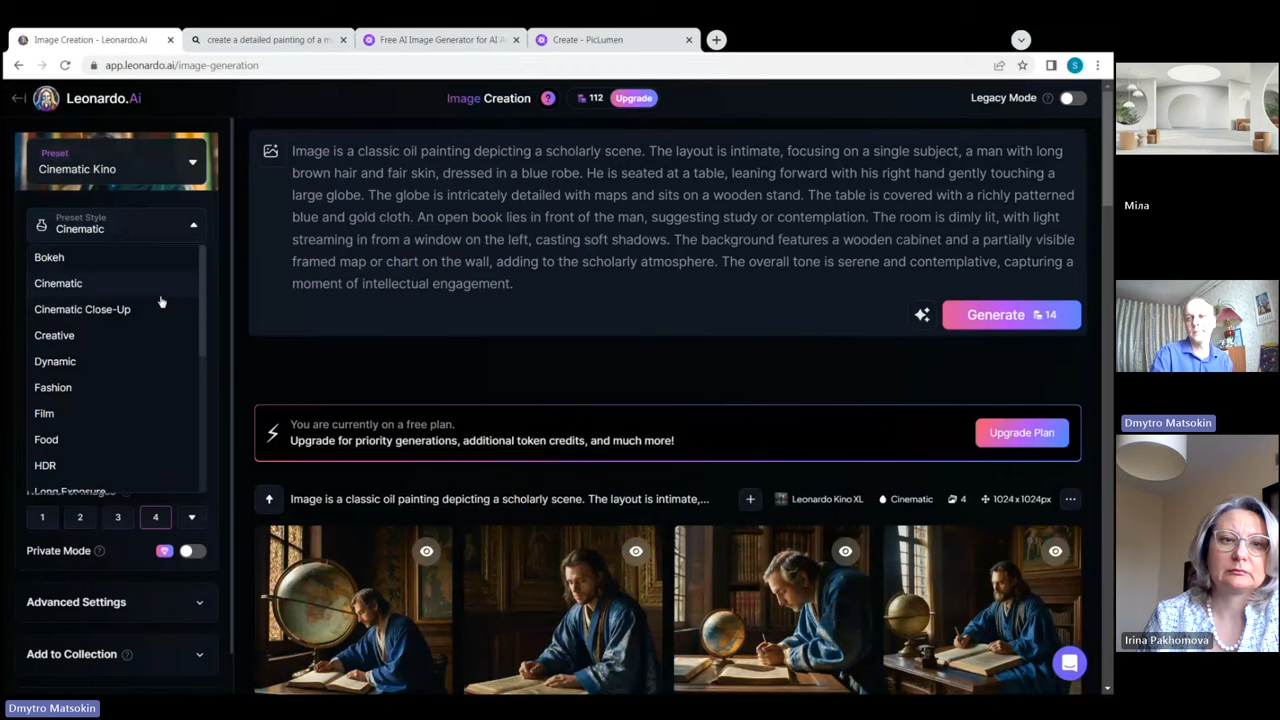 Image Creation - Leonardo.Ai
create a detailed painting of a m
Free AI Image Generator for AI A
Create - PicLumen
app.leonardo.ai/image-generation
S
Leonardo.Ai
Image Creation
?
112
Upgrade
Legacy Mode
Preset
Cinematic Kino
Preset Style
Cinematic
Bokeh
Cinematic
Cinematic Close-Up
Creative
Dynamic
Fashion
Film
Food
HDR
Long Exposure
1
2
3
4
Private Mode
Advanced Settings
Add to Collection
Image is a classic oil painting depicting a scholarly scene. The layout is intimate, focusing on a single subject, a man with long
brown hair and fair skin, dressed in a blue robe. He is seated at a table, leaning forward with his right hand gently touching a
large globe. The globe is intricately detailed with maps and sits on a wooden stand. The table is covered with a richly patterned
blue and gold cloth. An open book lies in front of the man, suggesting study or contemplation. The room is dimly lit, with light
streaming in from a window on the left, casting soft shadows. The background features a wooden cabinet and a partially visible
framed map or chart on the wall, adding to the scholarly atmosphere. The overall tone is serene and contemplative, capturing a
moment of intellectual engagement.
Generate 14
You are currently on a free plan.
Upgrade for priority generations, additional token credits, and much more!
Upgrade Plan
Image is a classic oil painting depicting a scholarly scene. The layout is intimate,...
Leonardo Kino XL
Cinematic
4
1024x1024px
Міла
Dmytro Matsokin
Irina Pakhomova
Dmytro Matsokin